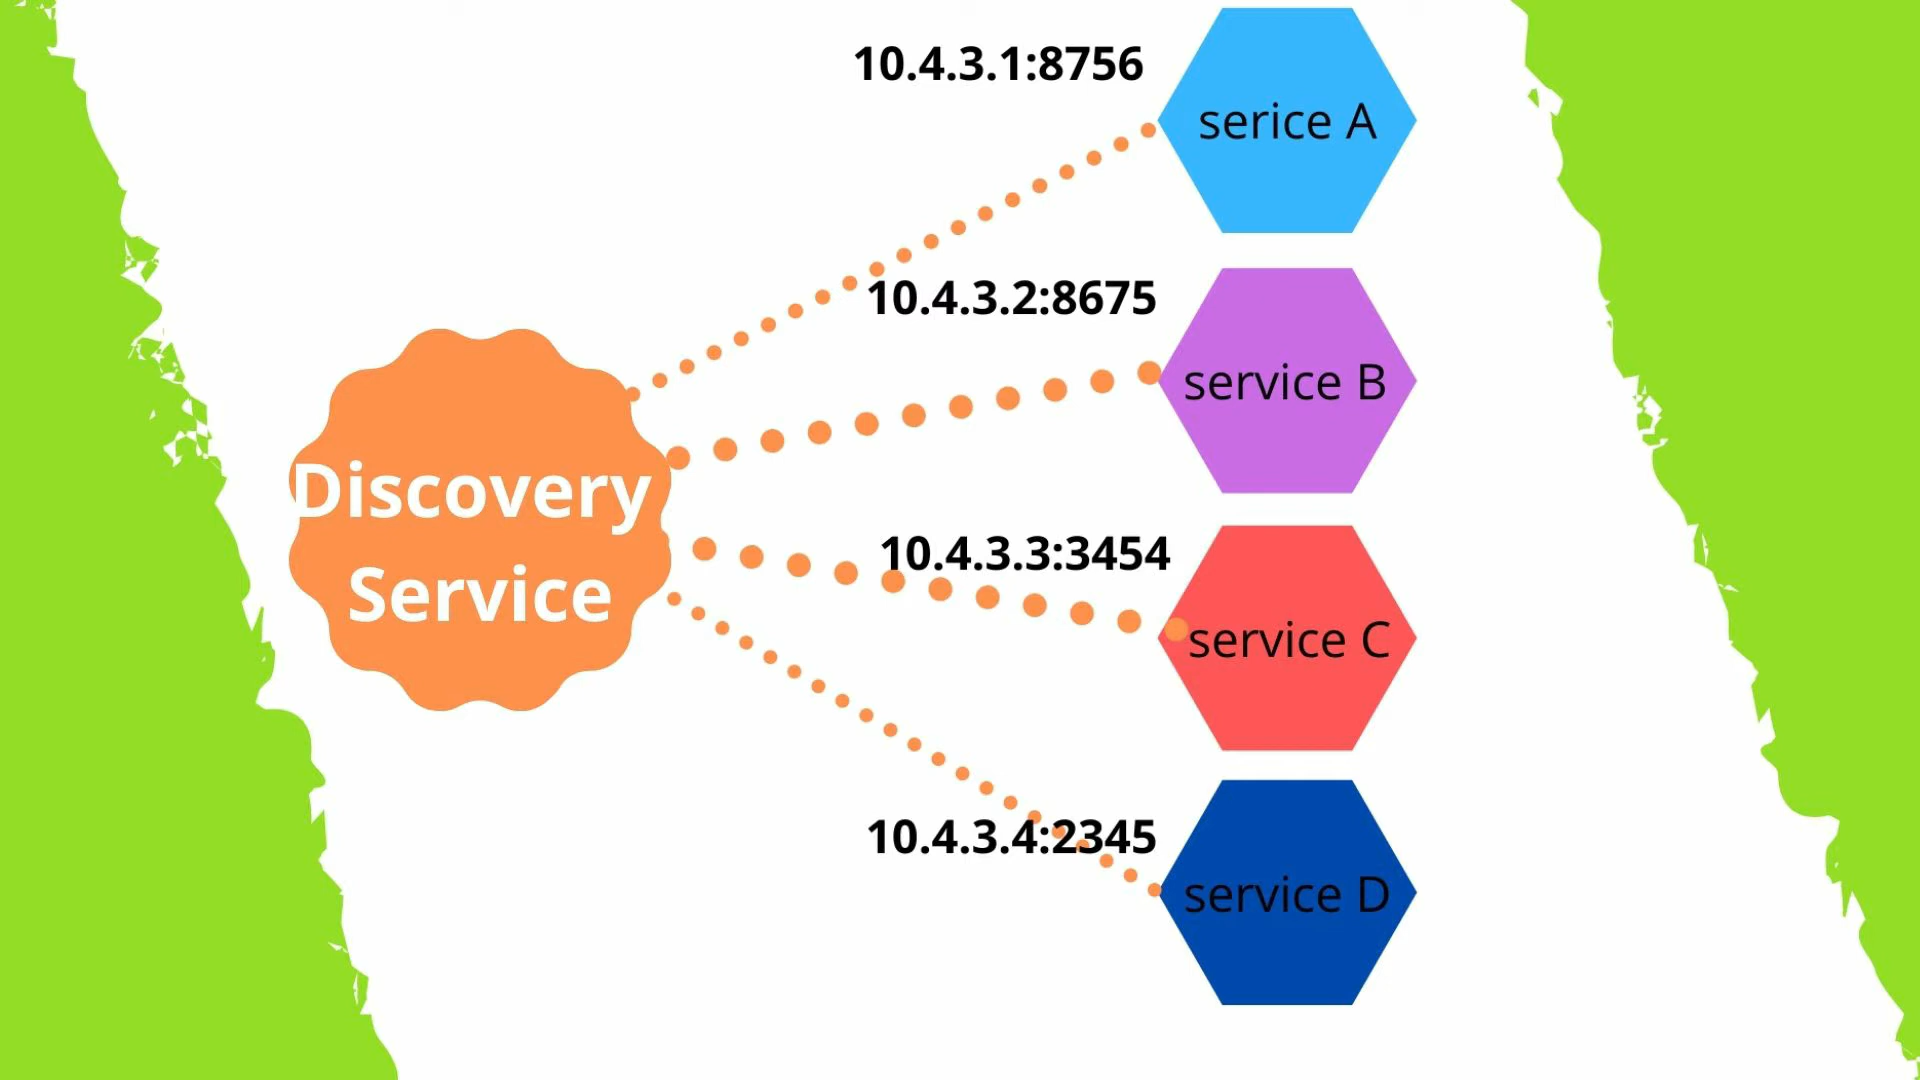 10.4.3.1:8756
serice A
10.4.3.2:8675
service B
Discovery
Service
10.4.3.3:3454
service C
10.4.3.4:2345
service D